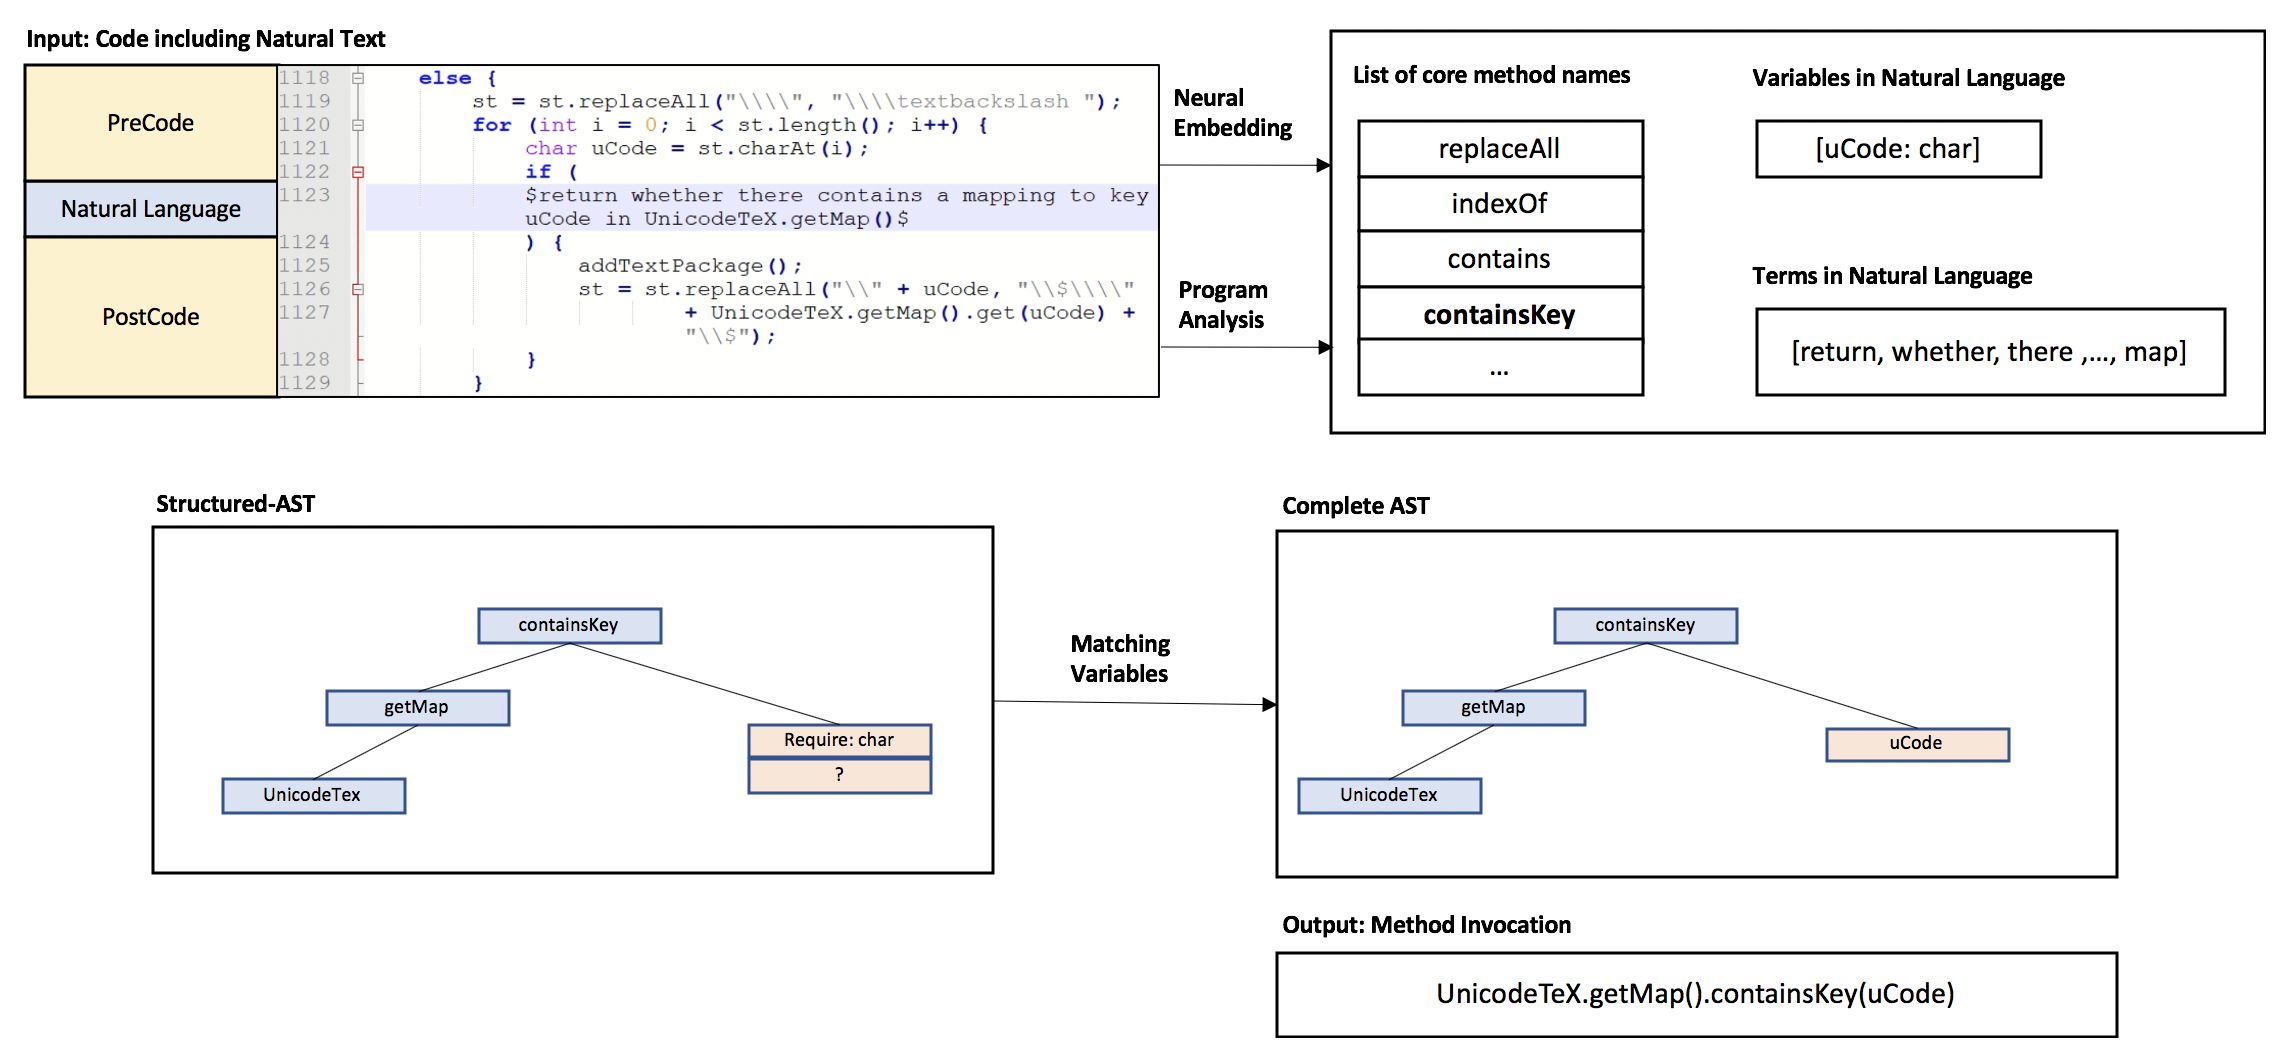 Input: Code including Natural Text
PreCode
Natural Language
PostCode
1118 else {
1119 st = st.replaceAll("\\\\", "\\\\textbackslash ");
1120 for (int i = 0; i < st.length(); i++) {
1121 char uCode = st.charAt(i);
1122 if (
1123 $return whether there contains a mapping to key
uCode in UnicodeTeX.getMap()$
1124 ) {
1125 addTextPackage();
1126 st = st.replaceAll("\\" + uCode, "\\$\\\\"
1127 + UnicodeTeX.getMap().get(uCode) +
"\\$");
1128 }
1129 }
Neural
Embedding
Program
Analysis
List of core method names
replaceAll
indexOf
contains
containsKey
...
Variables in Natural Language
[uCode: char]
Terms in Natural Language
[return, whether, there ,..., map]
Structured-AST
containsKey
getMap
Require: char
?
UnicodeTex
Matching
Variables
Complete AST
containsKey
getMap
uCode
UnicodeTex
Output: Method Invocation
UnicodeTeX.getMap().containsKey(uCode)